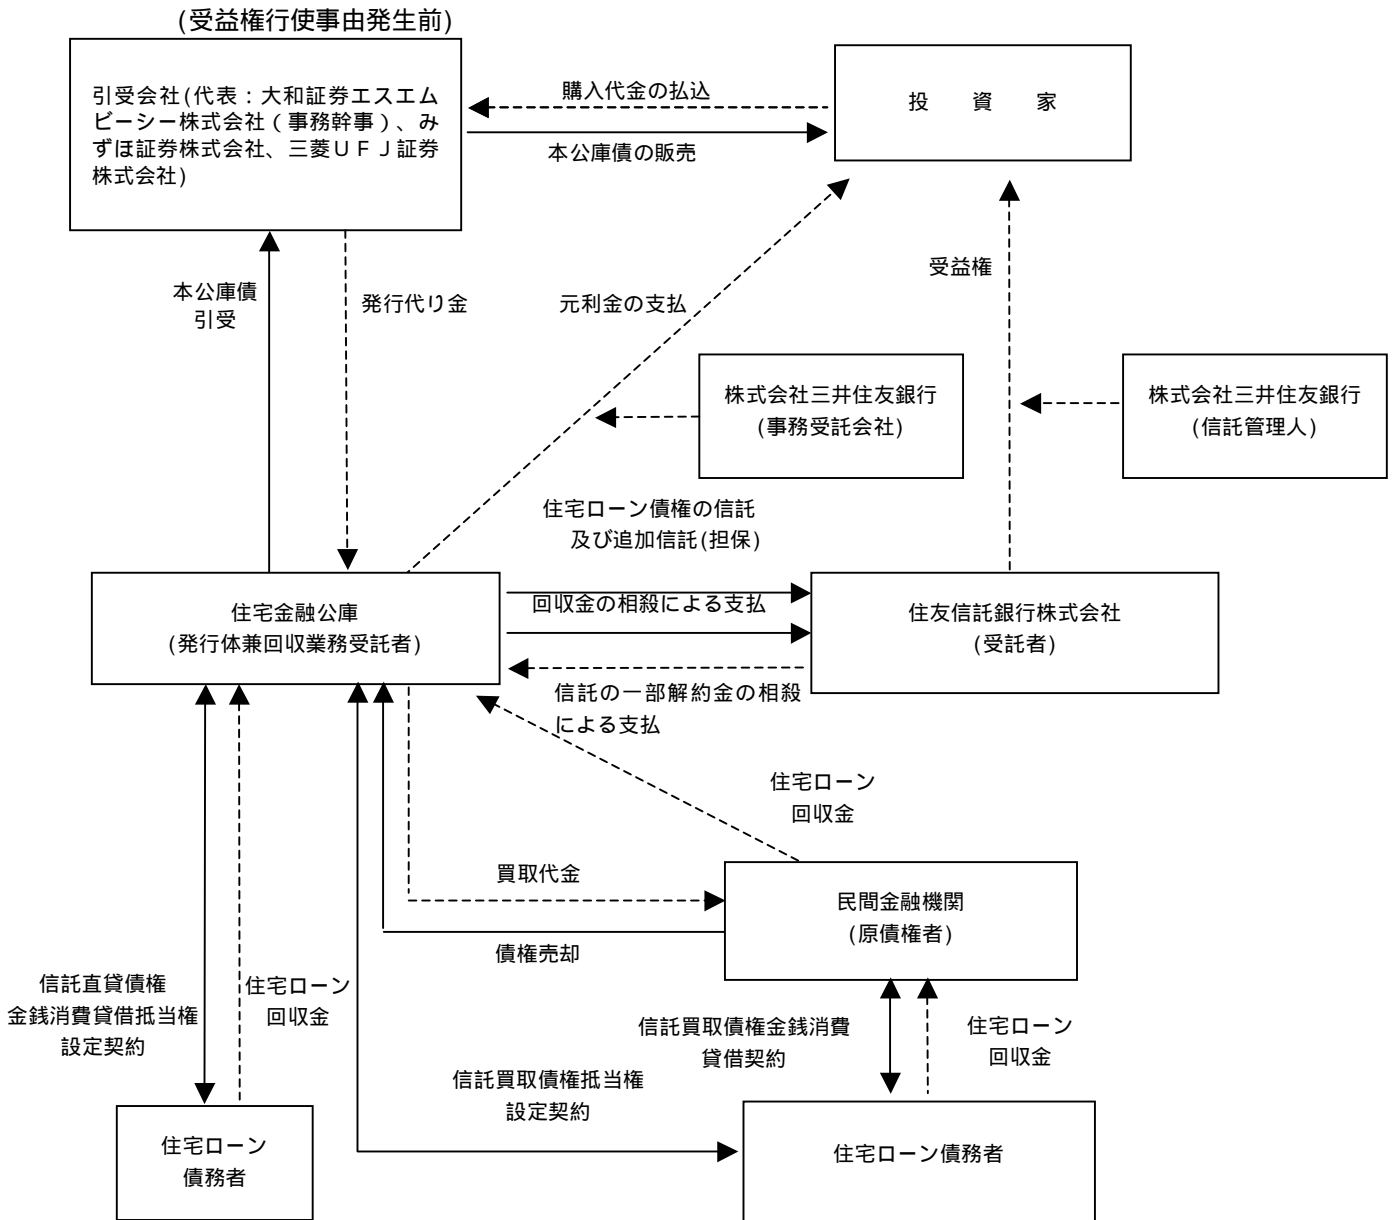 (受益権行使事由発生前)
引受会社(代表：大和証券エスエム
ビーシー株式会社（事務幹事）、み
ずほ証券株式会社、三菱ＵＦＪ証券
株式会社)
購入代金の払込
投　資　家
本公庫債の販売
本公庫債
引受
発行代り金
元利金の支払
受益権
株式会社三井住友銀行
(事務受託会社)
株式会社三井住友銀行
(信託管理人)
住宅ローン債権の信託
及び追加信託(担保)
住宅金融公庫
(発行体兼回収業務受託者)
回収金の相殺による支払
住友信託銀行株式会社
(受託者)
信託の一部解約金の相殺
による支払
住宅ローン
回収金
買取代金
民間金融機関
(原債権者)
債権売却
信託直貸債権
金銭消費貸借抵当権
設定契約
住宅ローン
回収金
信託買取債権金銭消費
貸借契約
住宅ローン
回収金
信託買取債権抵当権
設定契約
住宅ローン
債務者
住宅ローン債務者